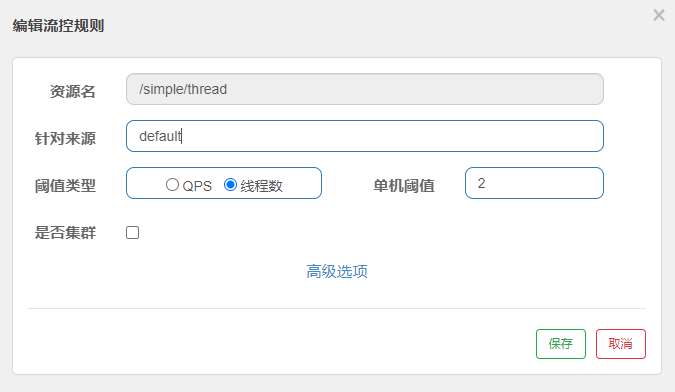 编辑流控规则
×
资源名 /simple/thread
针对来源 default
阈值类型 QPS 线程数 单机阈值 2
是否集群
高级选项
保存 取消